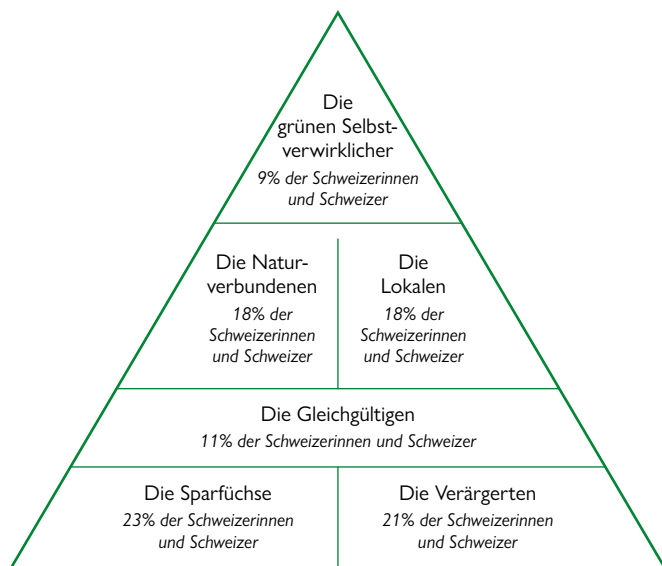 Die
grünen Selbst-
verwirklicher
9% der Schweizerinnen
und Schweizer
Die Natur-
verbundenen
18% der
Schweizerinnen
und Schweizer
Die
Lokalen
18% der
Schweizerinnen
und Schweizer
Die Gleichgültigen
11% der Schweizerinnen und Schweizer
Die Sparfüchse
23% der Schweizerinnen
und Schweizer
Die Verärgerten
21% der Schweizerinnen
und Schweizer